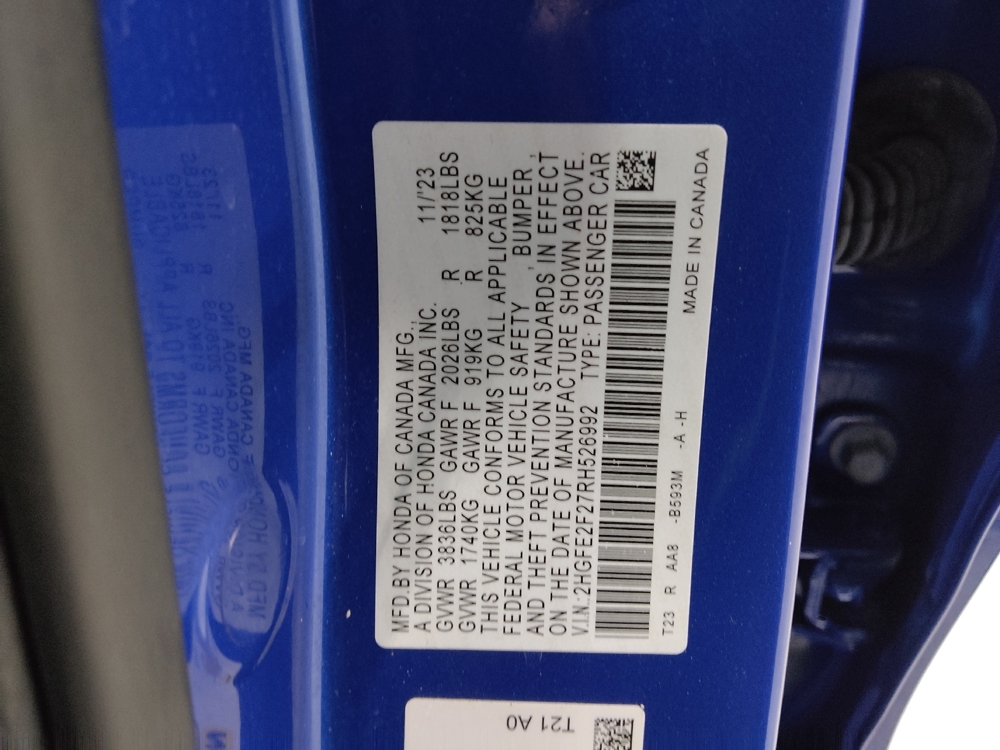 MFD.BY HONDA OF CANADA MFG., 11/'23
A DIVISION OF HONDA CANADA INC.
GVWR 3836LBS GAWR F 2026LBS R 1818LBS
GVWR 1740KG GAWR F 919KG R 825KG
THIS VEHICLE CONFORMS TO ALL APPLICABLE
FEDERAL MOTOR VEHICLE SAFETY, BUMPER,
AND THEFT PREVENTION STANDARDS IN EFFECT
ON THE DATE OF MANUFACTURE SHOWN ABOVE.
V.I.N.:2HGFE2F27RH526992 TYPE: PASSENGER CAR
T23 R AA8 -B593M -A -H MADE IN CANADA
T21 A0